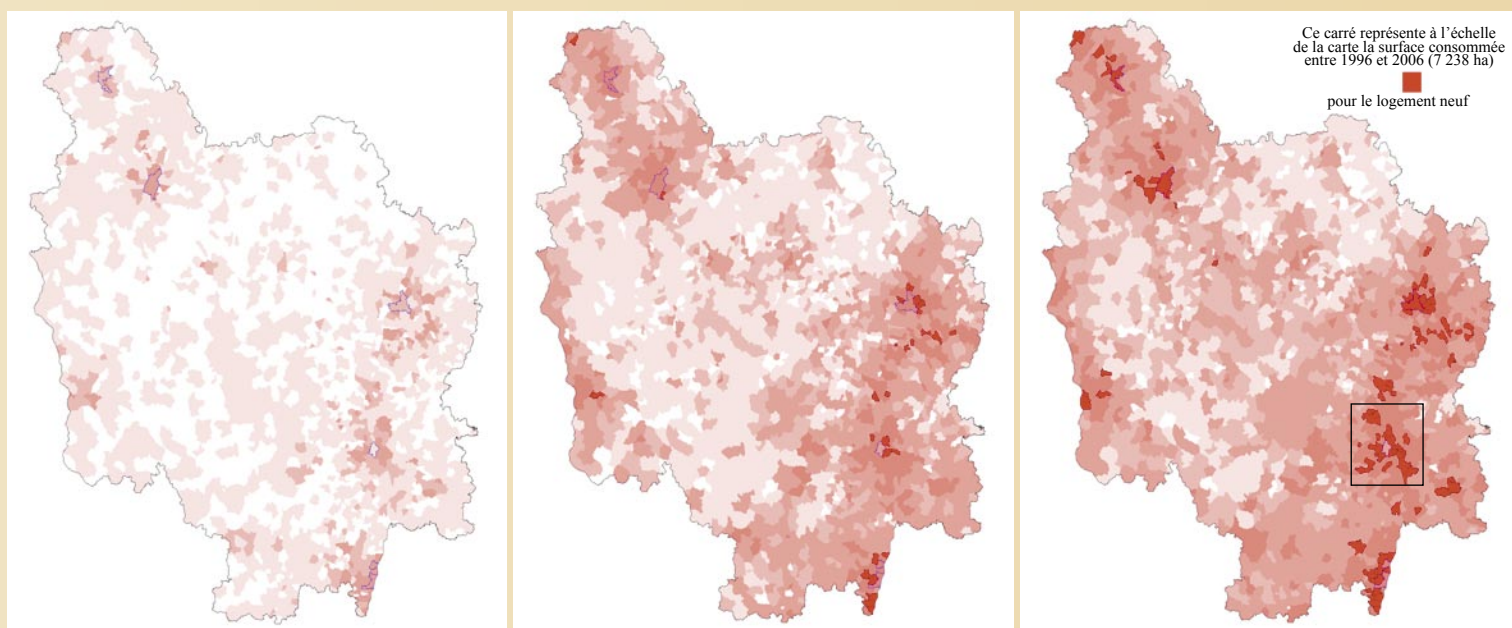 Ce carré représente à l'échelle
de la carte la surface consommée
entre 1996 et 2006 (7 238 ha)
pour le logement neuf